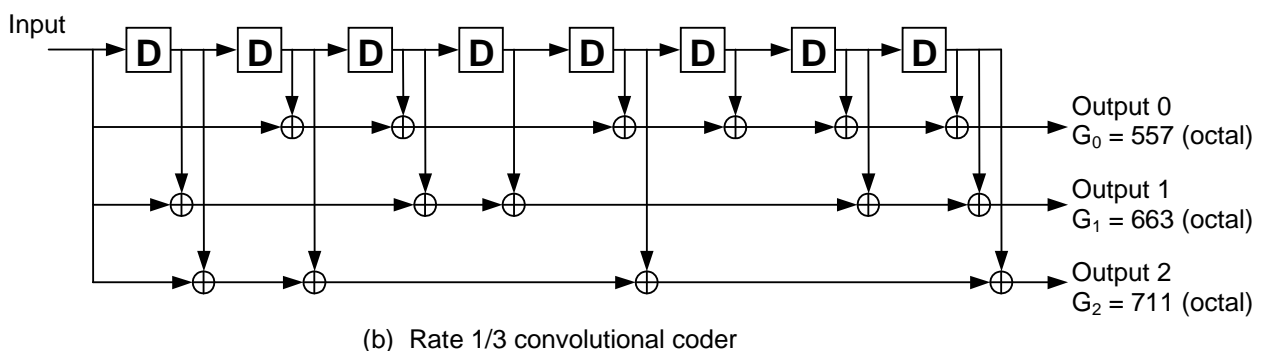 Input
D D D D D D D D
Output 0
G₀ = 557 (octal)
Output 1
G₁ = 663 (octal)
Output 2
G₂ = 711 (octal)
(b) Rate 1/3 convolutional coder